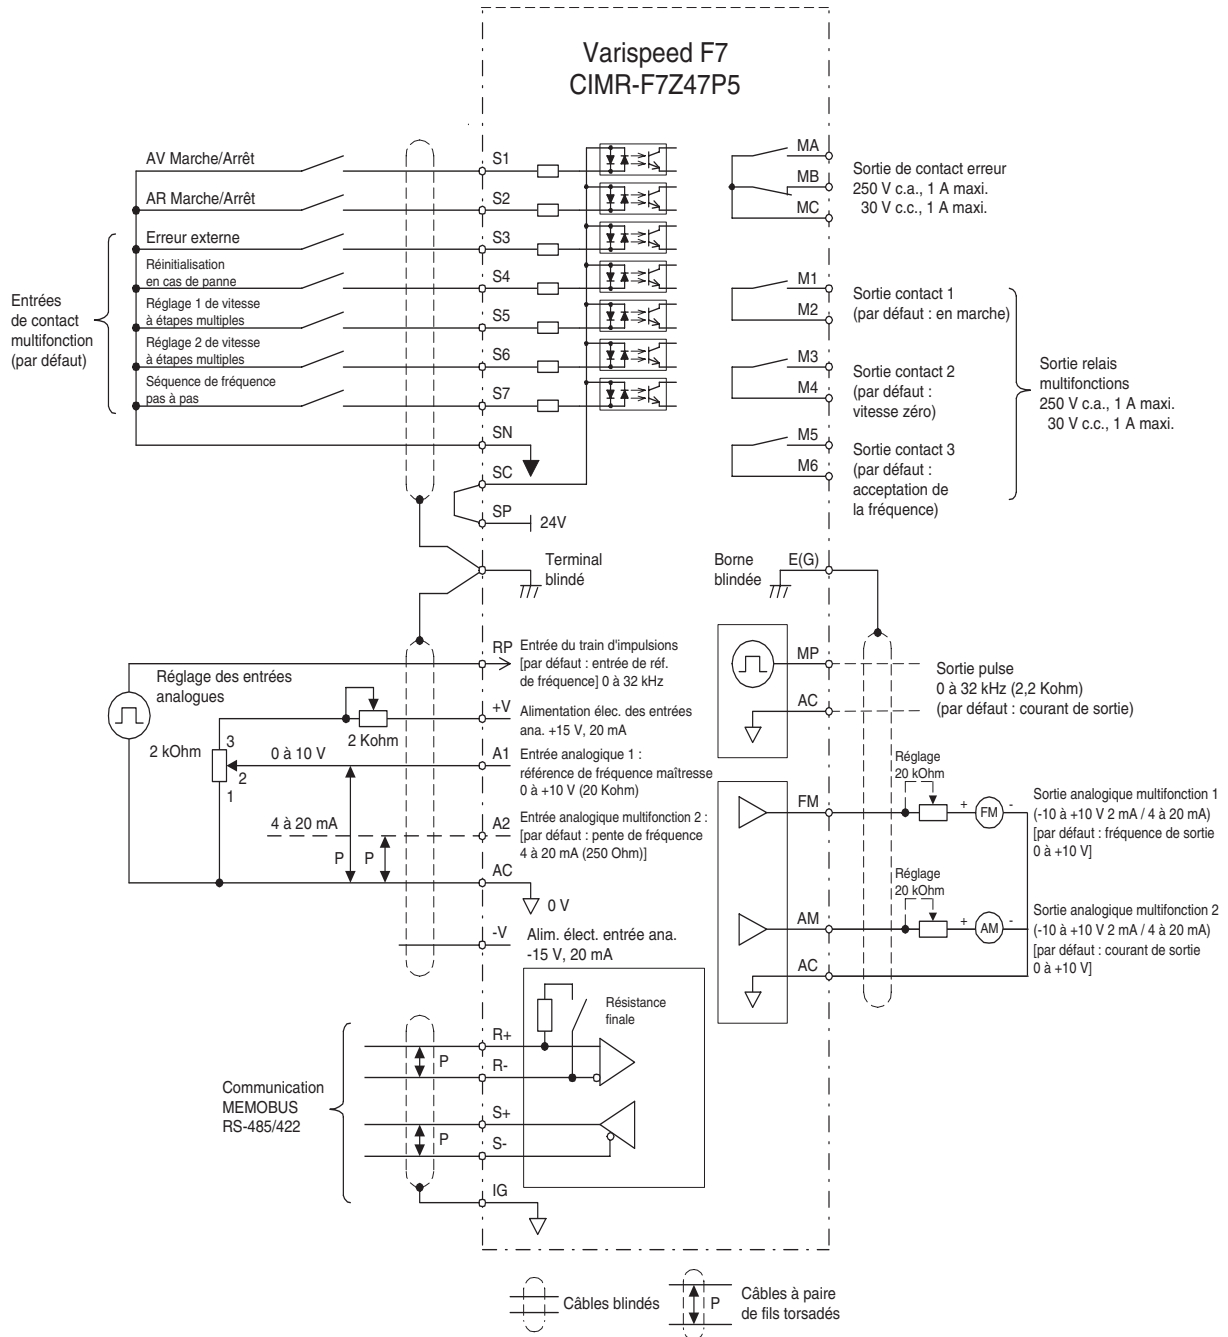 Varispeed F7
CIMR-F7Z47P5
AV Marche/Arrêt
S1
AR Marche/Arrêt
S2
Erreur externe
S3
Réinitialisation
en cas de panne
S4
Réglage 1 de vitesse
à étapes multiples
S5
Réglage 2 de vitesse
à étapes multiples
S6
Séquence de fréquence
pas à pas
S7
SN
SC
SP
24V
Entrées
de contact
multifonction
(par défaut)
MA
MB
MC
Sortie de contact erreur
250 V c.a., 1 A maxi.
30 V c.c., 1 A maxi.
M1
M2
Sortie contact 1
(par défaut : en marche)
M3
M4
Sortie contact 2
(par défaut :
vitesse zéro)
M5
M6
Sortie contact 3
(par défaut :
acceptation de
la fréquence)
Sortie relais
multifonctions
250 V c.a., 1 A maxi.
30 V c.c., 1 A maxi.
Terminal
blindé
Borne
blindée
E(G)
RP
Entrée du train d'impulsions
[par défaut : entrée de réf.
de fréquence] 0 à 32 kHz
Réglage des entrées
analogues
+V
Alimentation élec. des entrées
ana. +15 V, 20 mA
2 Kohm
2 kOhm
3
2
1
0 à 10 V
A1
Entrée analogique 1 :
référence de fréquence maîtresse
0 à +10 V (20 Kohm)
4 à 20 mA
A2
Entrée analogique multifonction 2 :
[par défaut : pente de fréquence
4 à 20 mA (250 Ohm)]
P
P
AC
0 V
-V
Alim. élect. entrée ana.
-15 V, 20 mA
MP
AC
Sortie pulse
0 à 32 kHz (2,2 Kohm)
(par défaut : courant de sortie)
Réglage
20 kOhm
FM
+
FM
-
Sortie analogique multifonction 1
(-10 à +10 V 2 mA / 4 à 20 mA)
[par défaut : fréquence de sortie
0 à +10 V]
Réglage
20 kOhm
AM
+
AM
-
Sortie analogique multifonction 2
(-10 à +10 V 2 mA / 4 à 20 mA)
[par défaut : courant de sortie
0 à +10 V]
AC
Communication
MEMOBUS
RS-485/422
R+
P
R-
S+
P
S-
IG
Résistance
finale
Câbles blindés
P
Câbles à paire
de fils torsadés